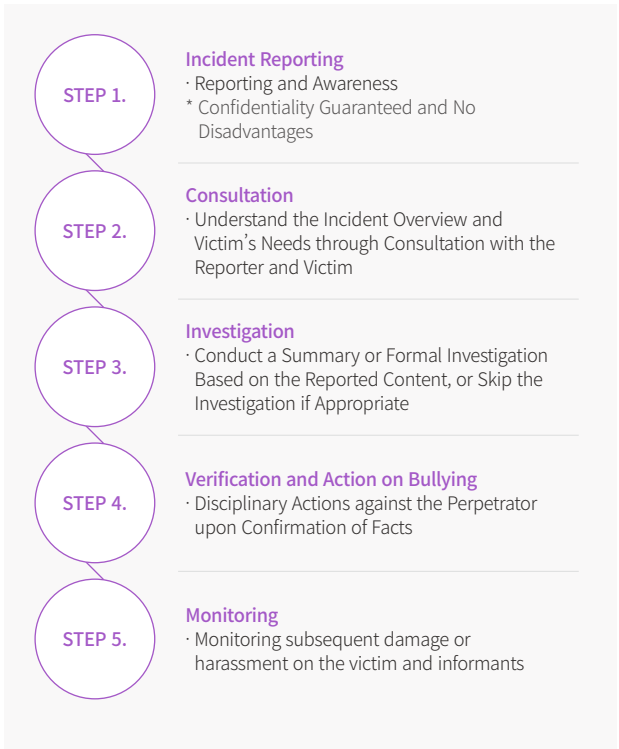 STEP 1.
Incident Reporting
· Reporting and Awareness
* Confidentiality Guaranteed and No
Disadvantages
STEP 2.
Consultation
· Understand the Incident Overview and
Victim's Needs through Consultation with the
Reporter and Victim
STEP 3.
Investigation
· Conduct a Summary or Formal Investigation
Based on the Reported Content, or Skip the
Investigation if Appropriate
STEP 4.
Verification and Action on Bullying
· Disciplinary Actions against the Perpetrator
upon Confirmation of Facts
STEP 5.
Monitoring
· Monitoring subsequent damage or
harassment on the victim and informants